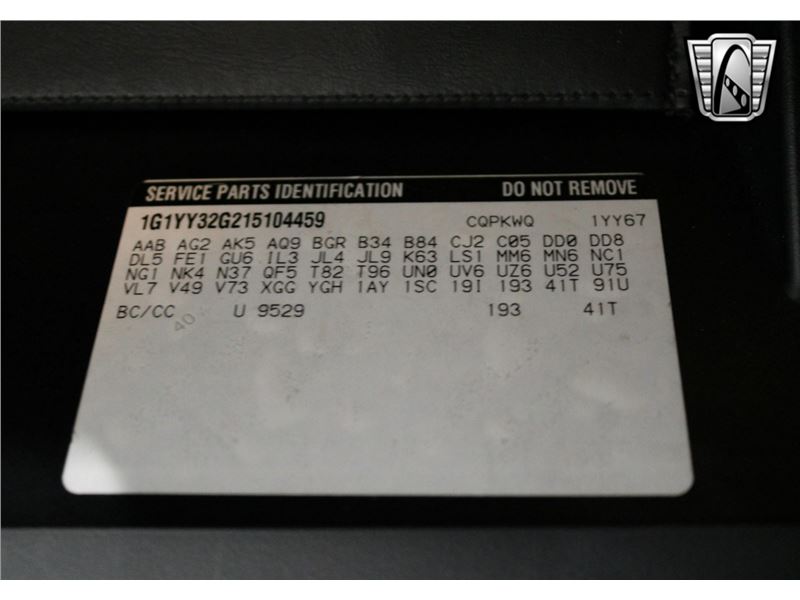 SERVICE PARTS IDENTIFICATION DO NOT REMOVE
1G1YY32G215104459 CQPKWQ 1YY67
AAB AG2 AK5 AQ9 BGR B34 B84 CJ2 C05 DD0 DD8
DL5 FE1 GU6 IL3 JL4 JL9 K63 LS1 MM6 MN6 NC1
NG1 NK4 N37 QF5 T82 T96 UN0 UV6 UZ6 U52 U75
VL7 V49 V73 XGG YGH 1AY 1SC 19I 193 41T 91U
BC/CC U 9529 193 41T
40